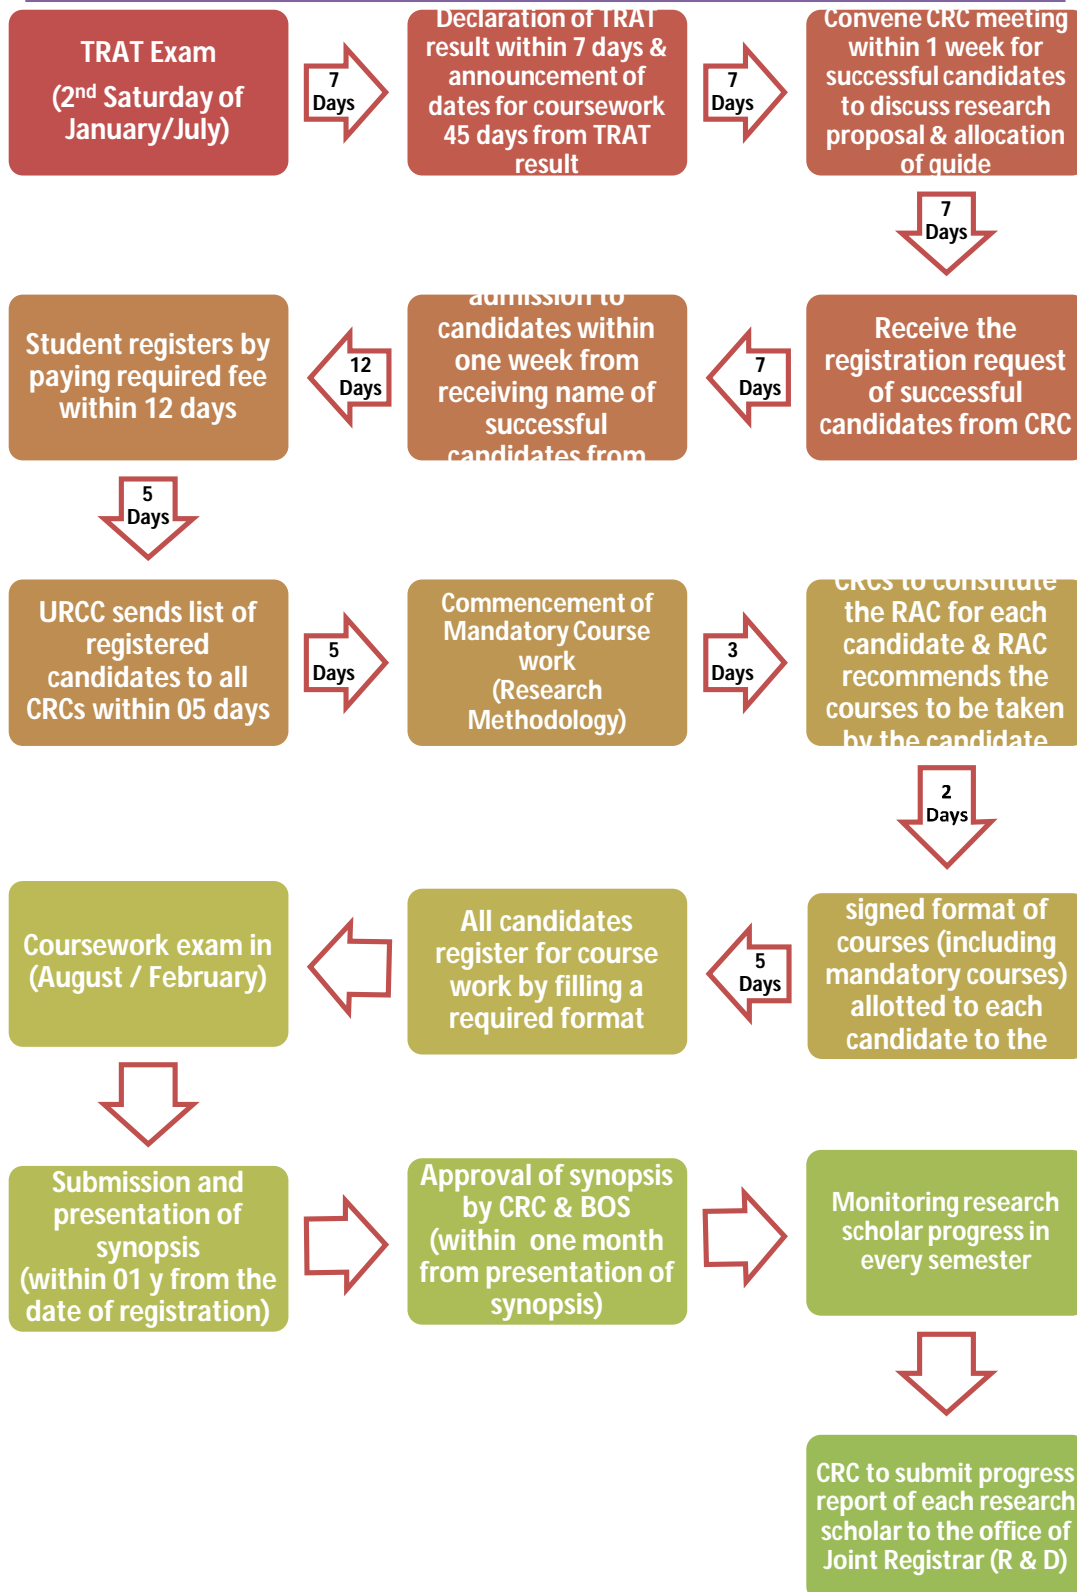 TRAT Exam
(2nd Saturday of
January/July)
7
Days
Declaration of TRAT
result within 7 days &
announcement of
dates for coursework
45 days from TRAT
result
7
Days
Convene CRC meeting
within 1 week for
successful candidates
to discuss research
proposal & allocation
of guide
7
Days
Receive the
registration request
of successful
candidates from CRC
7
Days
admission to
candidates within
one week from
receiving name of
successful
candidates from
12
Days
Student registers by
paying required fee
within 12 days
5
Days
URCC sends list of
registered
candidates to all
CRCs within 05 days
5
Days
Commencement of
Mandatory Course
work
(Research
Methodology)
3
Days
CRCs to constitute
the RAC for each
candidate & RAC
recommends the
courses to be taken
by the candidate
2
Days
signed format of
courses (including
mandatory courses)
allotted to each
candidate to the
5
Days
All candidates
register for course
work by filling a
required format
Coursework exam in
(August / February)
Submission and
presentation of
synopsis
(within 01 y from the
date of registration)
Approval of synopsis
by CRC & BOS
(within one month
from presentation of
synopsis)
Monitoring research
scholar progress in
every semester
CRC to submit progress
report of each research
scholar to the office of
Joint Registrar (R & D)